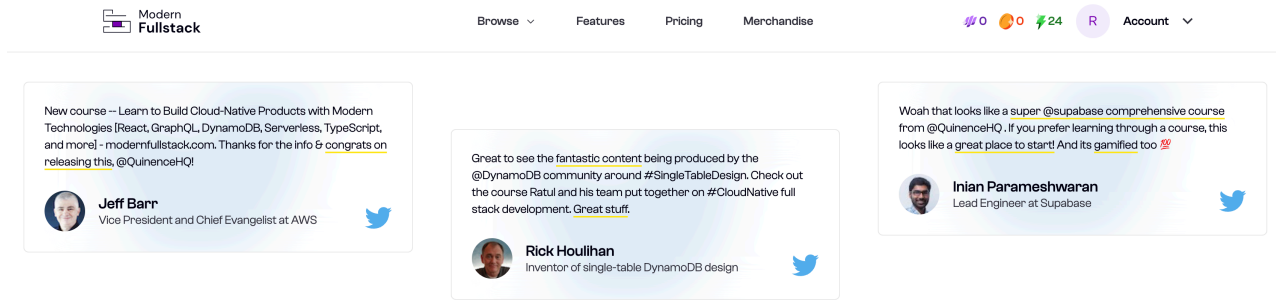 Modern
Fullstack
Browse
Features
Pricing
Merchandise
0
0
24
R
Account
New course -- Learn to Build Cloud-Native Products with Modern
Technologies [React, GraphQL, DynamoDB, Serverless, TypeScript,
and more] - modernfullstack.com. Thanks for the info & congrats on
releasing this, @QuinenceHQ!
Jeff Barr
Vice President and Chief Evangelist at AWS
Great to see the fantastic content being produced by the
@DynamoDB community around #SingleTableDesign. Check out
the course Ratul and his team put together on #CloudNative full
stack development. Great stuff.
Rick Houlihan
Inventor of single-table DynamoDB design
Woah that looks like a super @supabase comprehensive course
from @QuinenceHQ . If you prefer learning through a course, this
looks like a great place to start! And its gamified too 💯
Inian Parameshwaran
Lead Engineer at Supabase